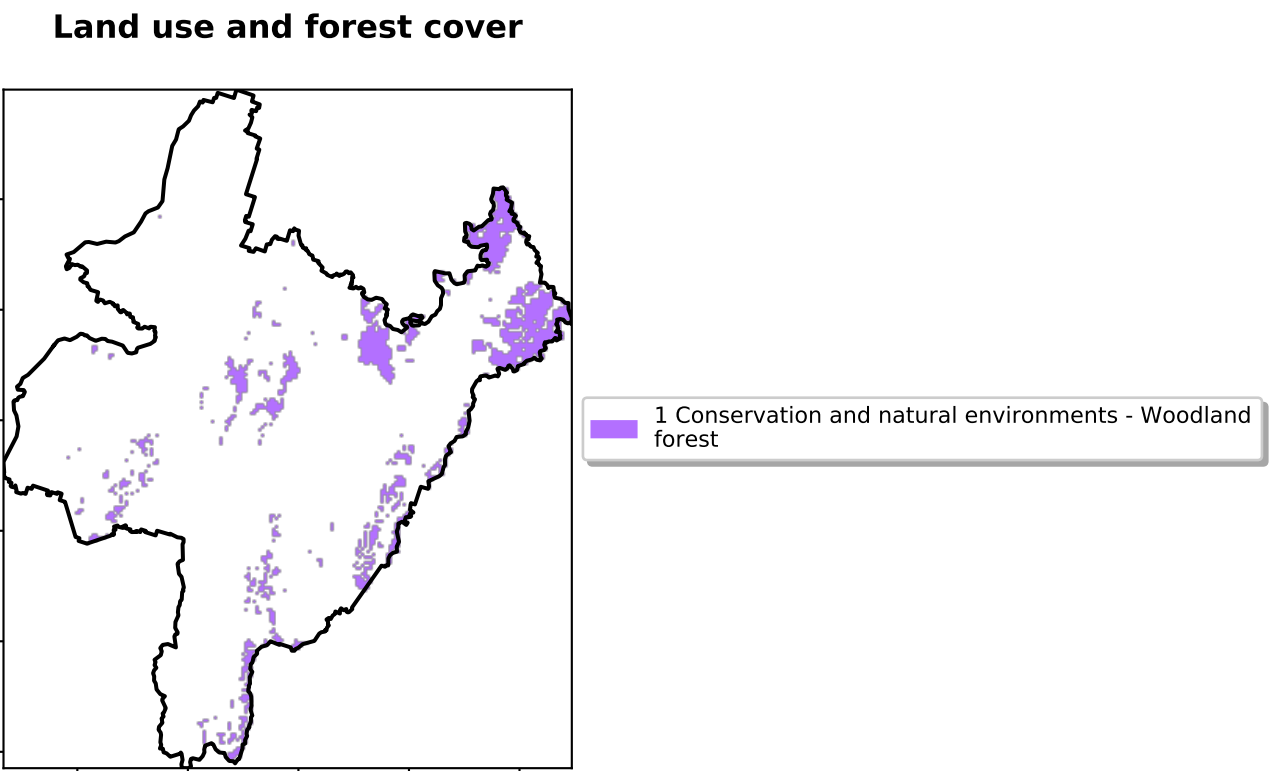 Land use and forest cover
1 Conservation and natural environments - Woodland
forest